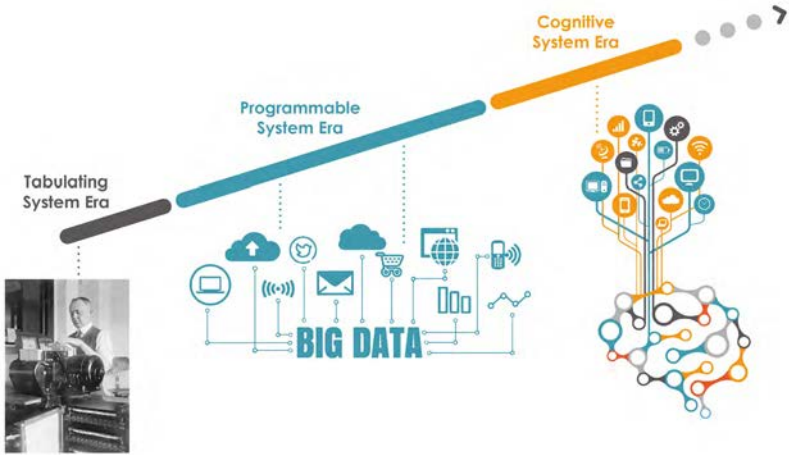 Cognitive
System Era
Programmable
System Era
Tabulating
System Era
BIG DATA